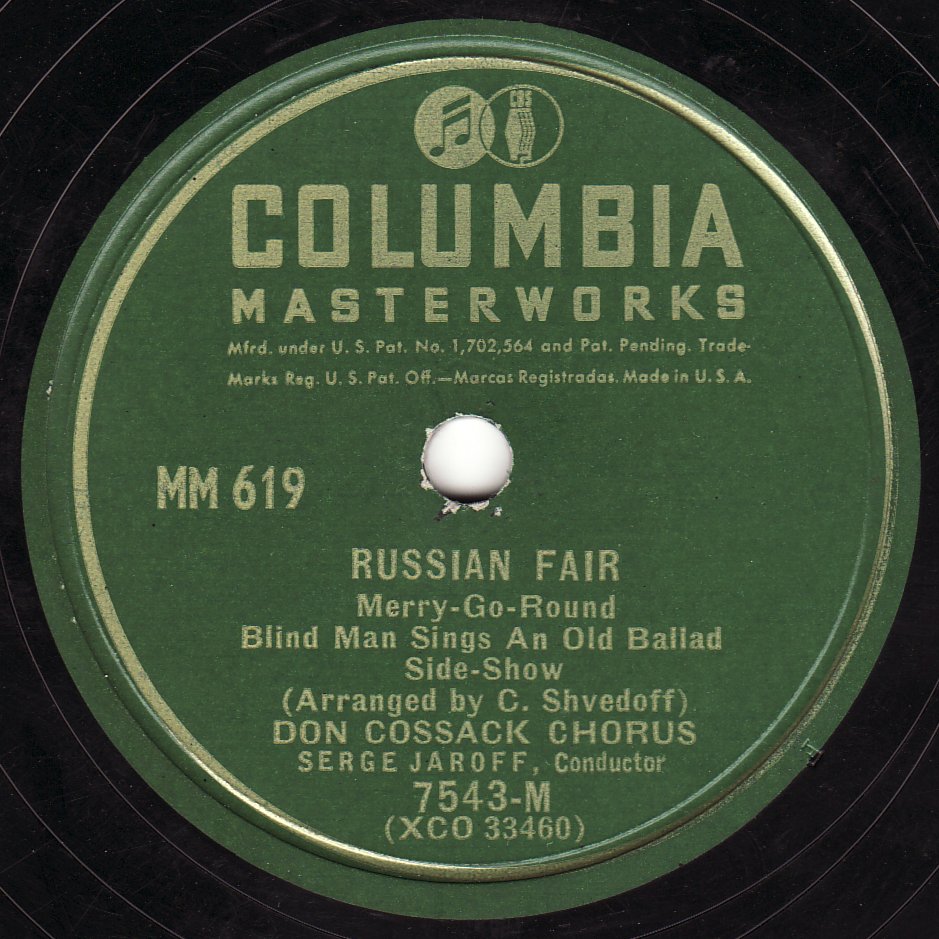 CBS
COLUMBIA
MASTERWORKS
Mfrd. under U. S. Pat. No. 1,702,564 and Pat. Pending. Trade-
Marks Reg. U. S. Pat. Off.—Marcas Registradas. Made in U. S. A.
MM 619
RUSSIAN FAIR
Merry-Go-Round
Blind Man Sings An Old Ballad
Side-Show
(Arranged by C. Shvedoff)
DON COSSACK CHORUS
SERGE JAROFF, Conductor
7543-M
(XCO 33460)